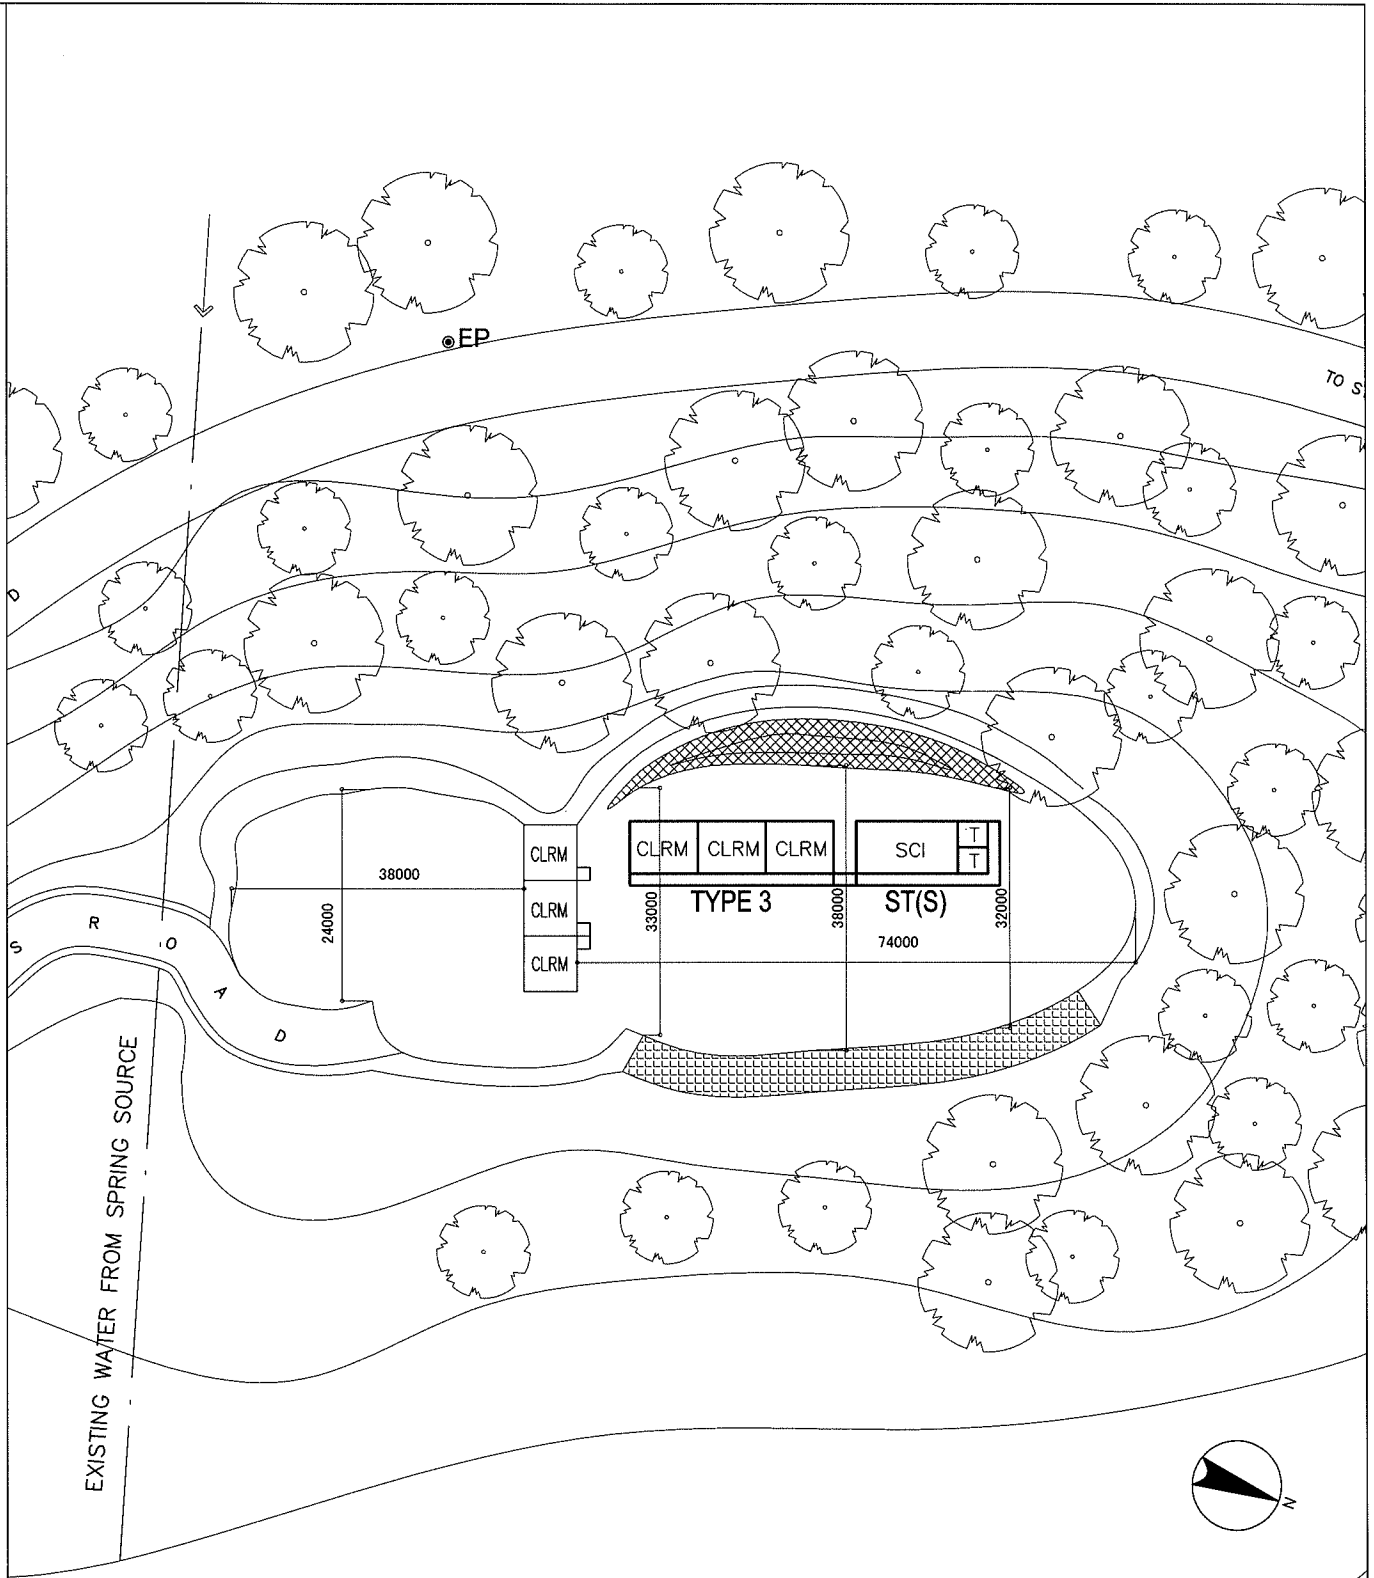 EP
TO S
D
CLRM
CLRM
CLRM
CLRM CLRM CLRM
SCI
T
T
TYPE 3
ST(S)
38000
24000
33000
38000
32000
74000
S R O A D
EXISTING WATER FROM SPRING SOURCE
N